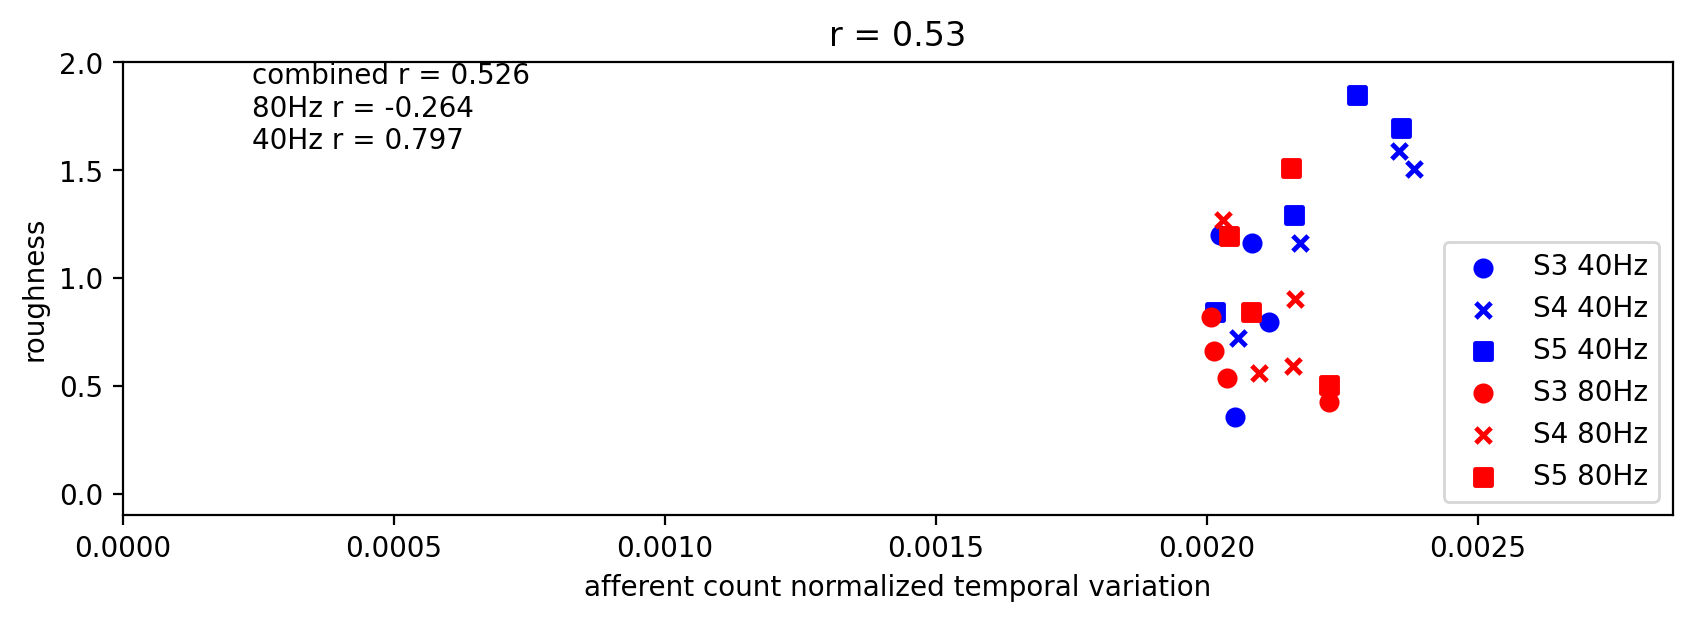 r = 0.53
combined r = 0.526
80Hz r = -0.264
40Hz r = 0.797
2.0
1.5
1.0
0.5
0.0
roughness
S3 40Hz
S4 40Hz
S5 40Hz
S3 80Hz
S4 80Hz
S5 80Hz
0.0000 0.0005 0.0010 0.0015 0.0020 0.0025
afferent count normalized temporal variation